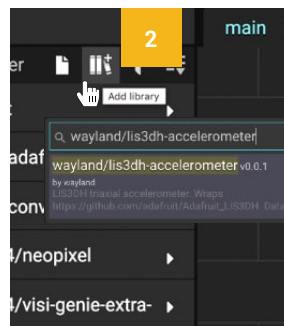 2
main
er
Add library
wayland/lis3dh-accelerometer
adaf
wayland/lis3dh-accelerometer v0.0.1
by wayland
LIS3DH triaxial accelerometer. Wraps
conv
https://github.com/adafruit/Adafruit_LIS3DH Data
4/neopixel
4/visi-genie-extra-